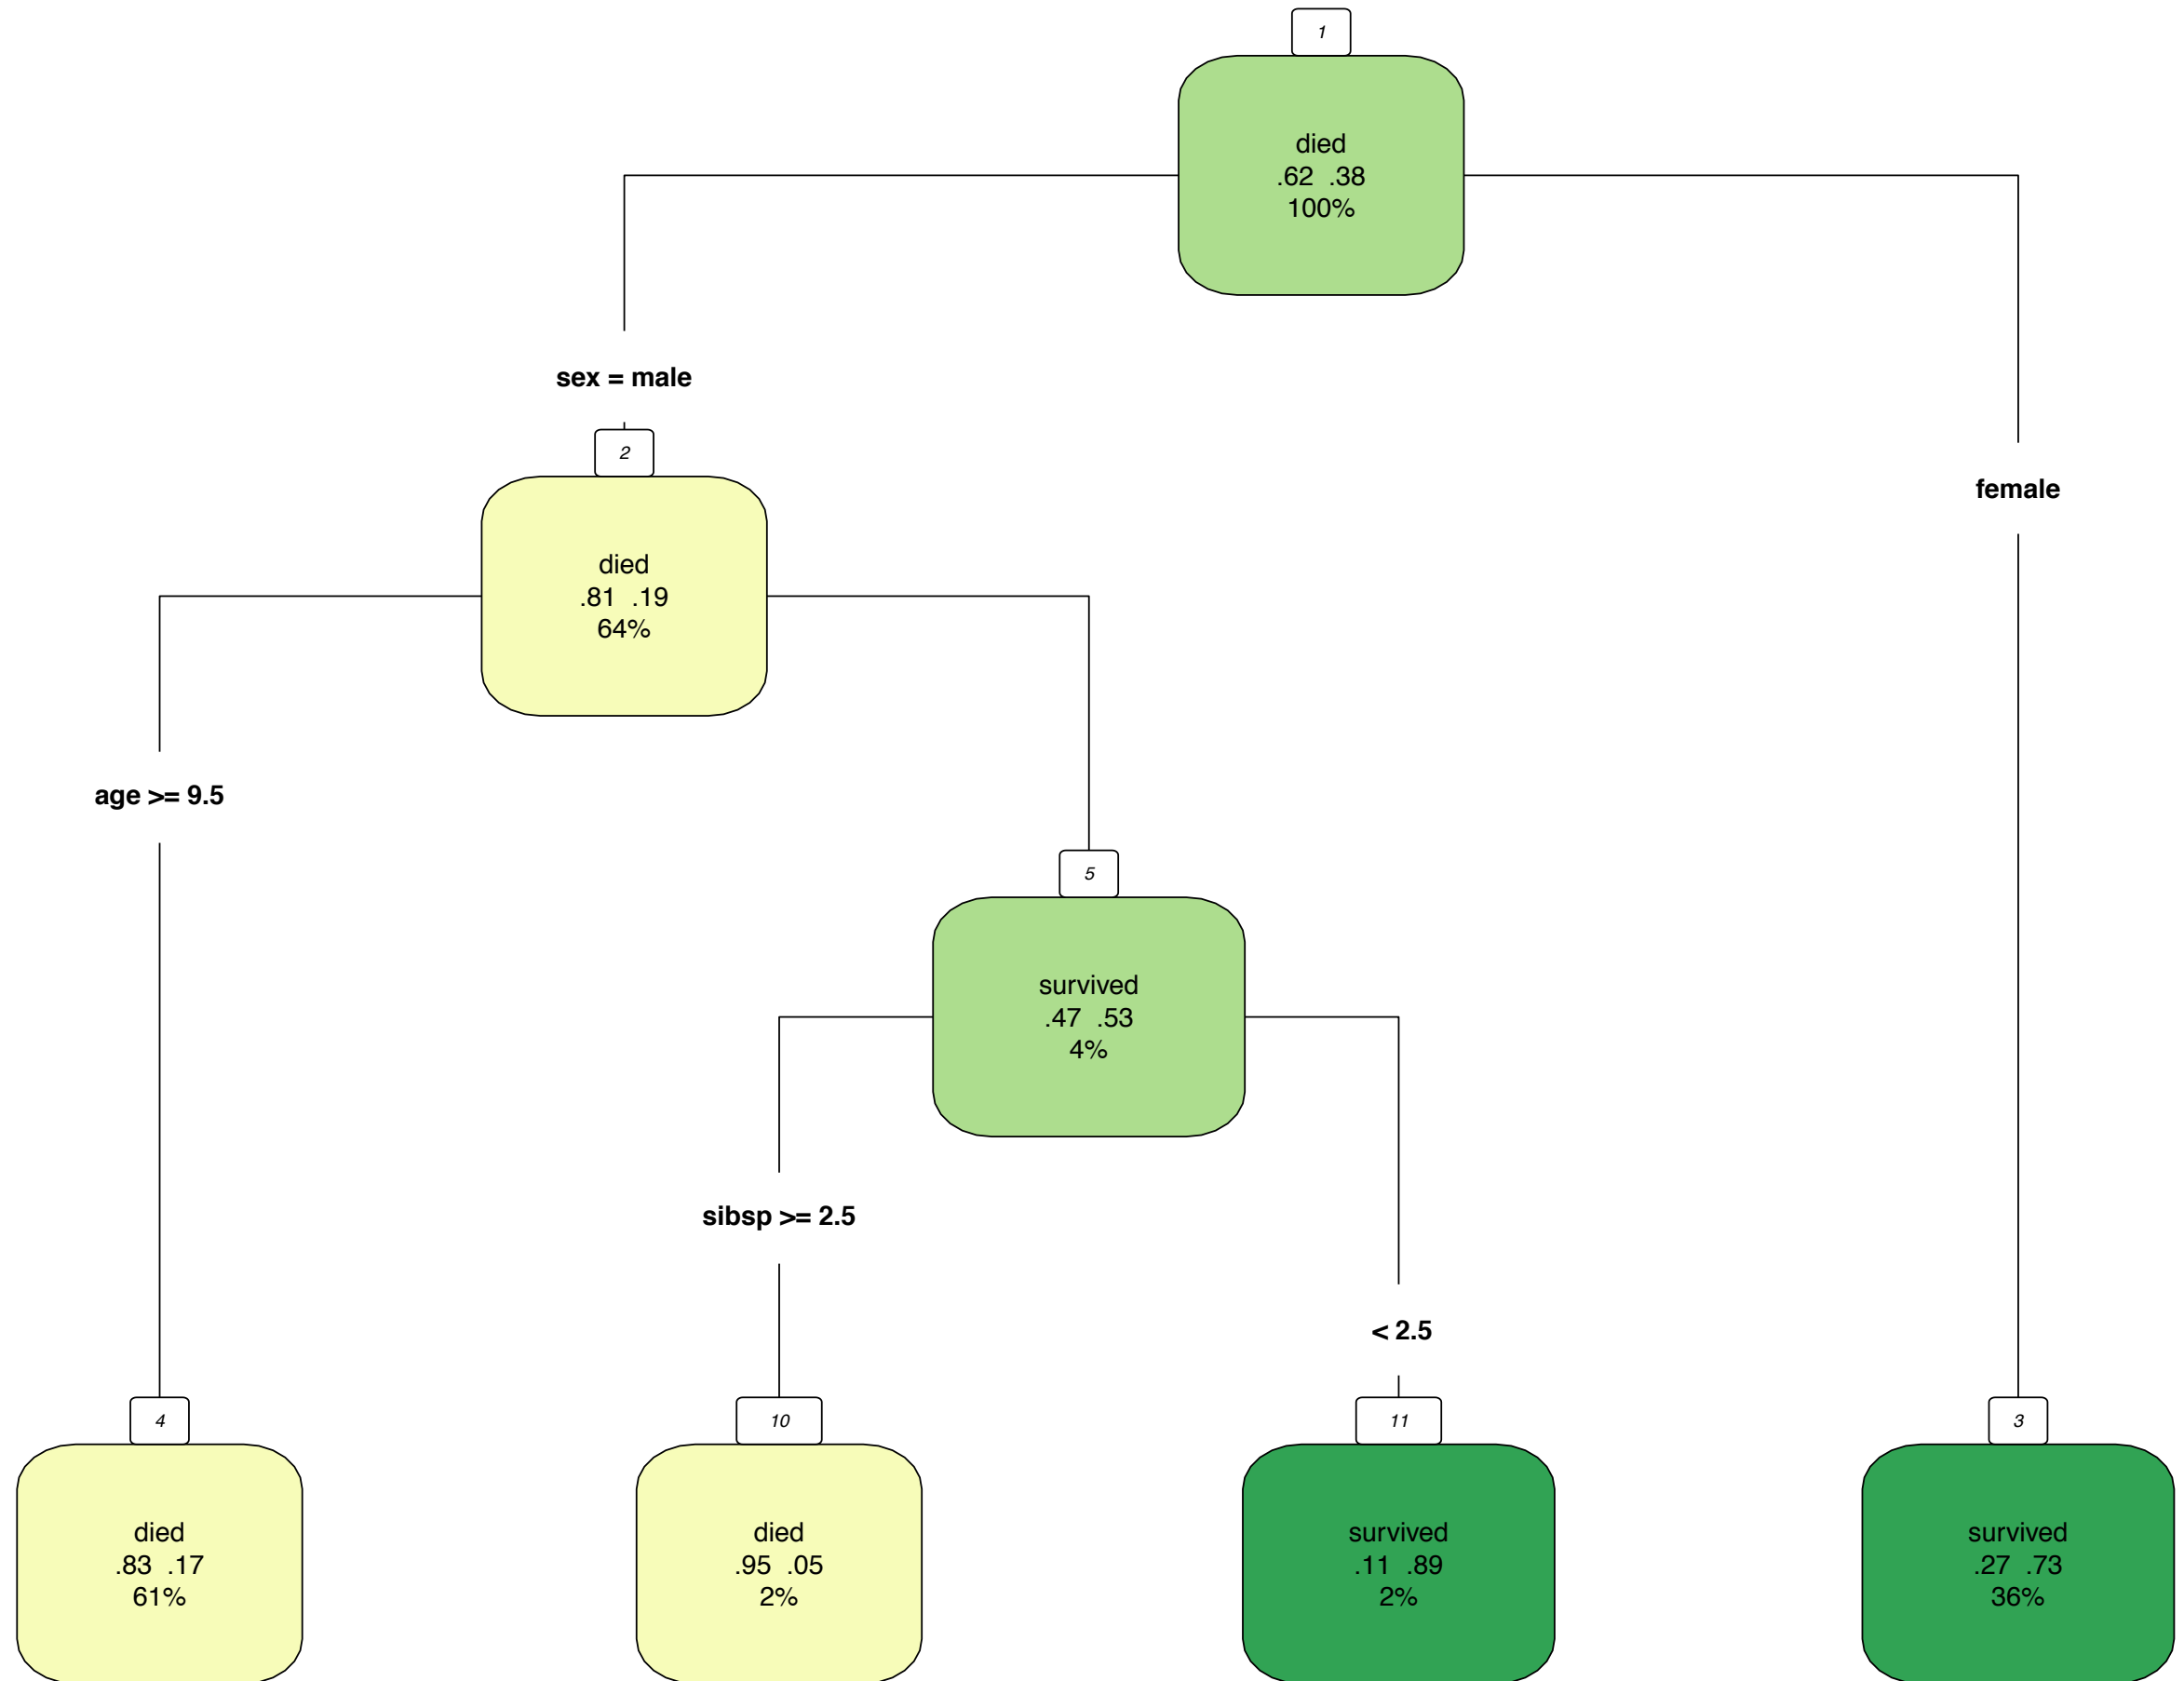 1
died
.62 .38
100%
sex = male
female
2
died
.81 .19
64%
age >= 9.5
5
survived
.47 .53
4%
sibsp >= 2.5
< 2.5
4
died
.83 .17
61%
10
died
.95 .05
2%
11
survived
.11 .89
2%
3
survived
.27 .73
36%